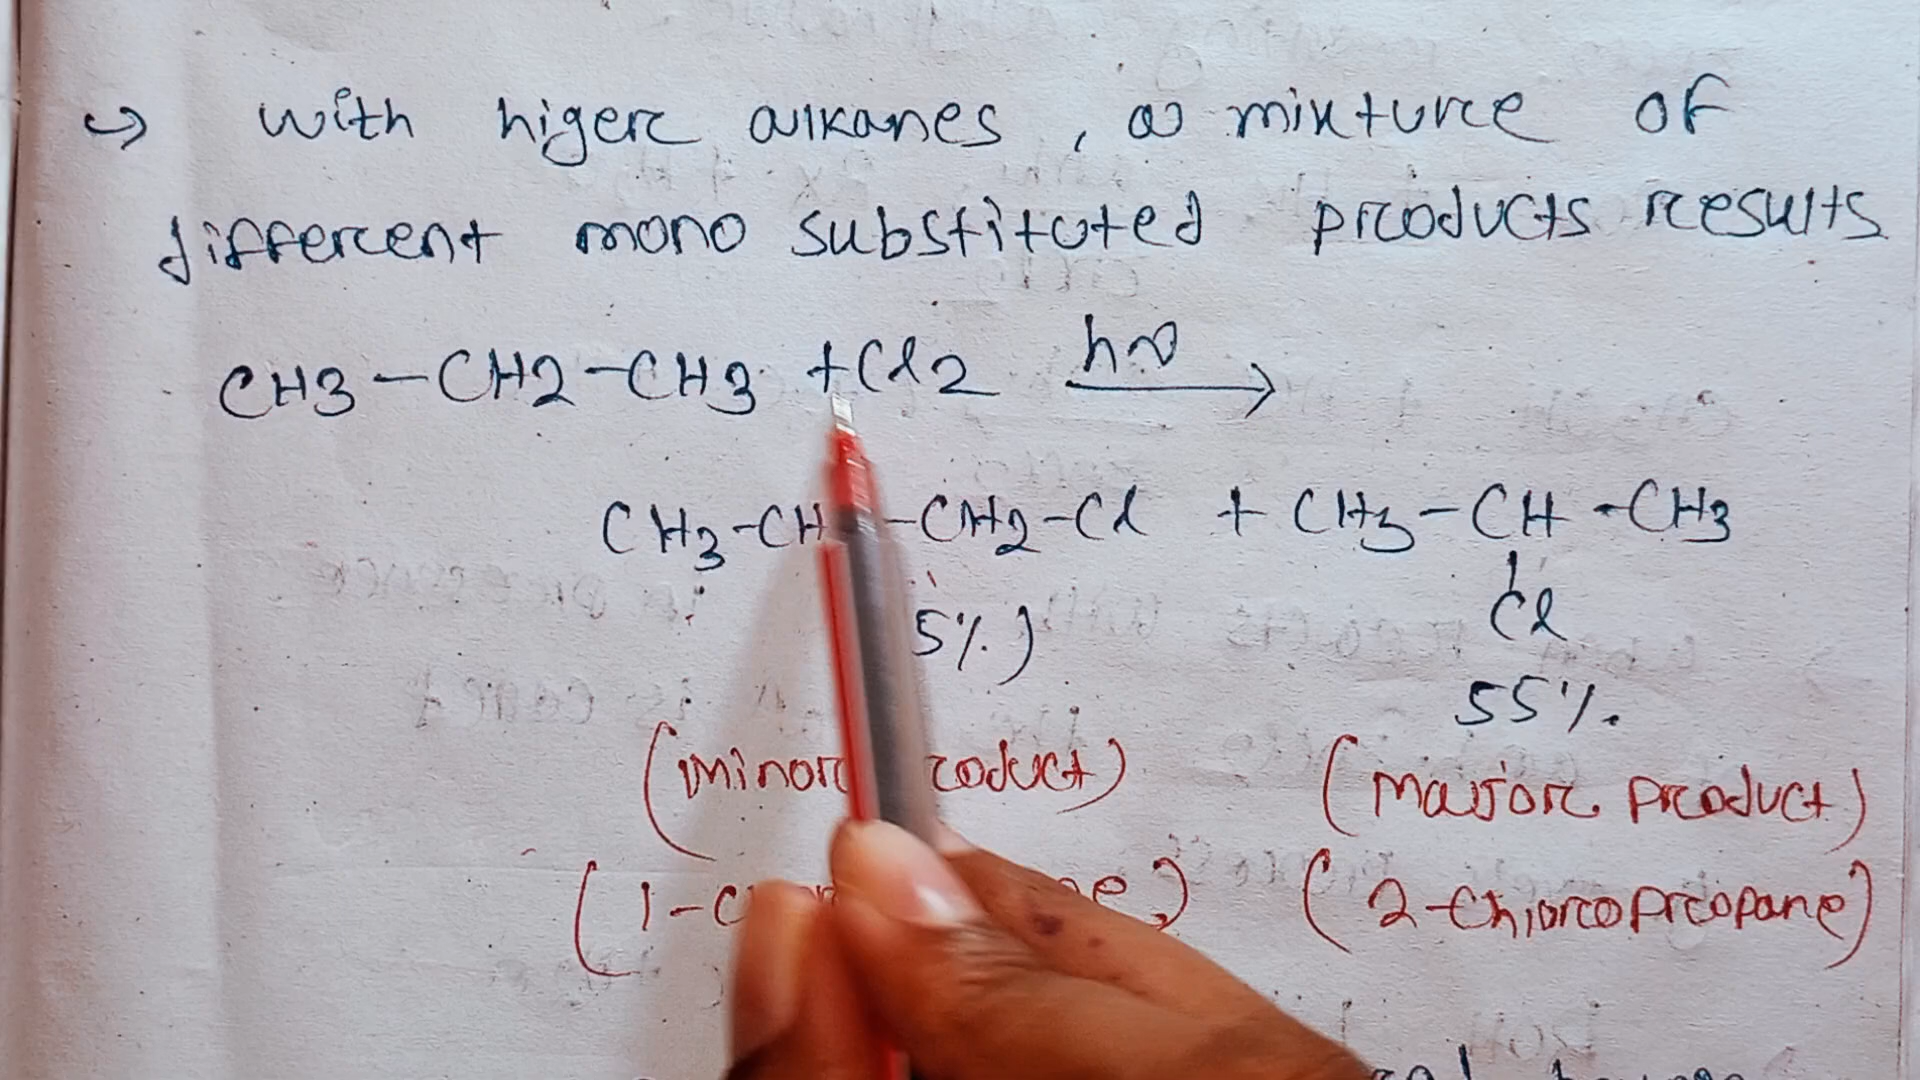 → with higer alkanes, a mixture of
different mono substituted products results
CH3-CH2-CH3 +Cl2 hν →
CH3-CH -CH2-Cl + CH3-CH-CH3
Cl
5%)
55%.
(minor product) (Major product)
(1-C e) (2-Chloropropane)